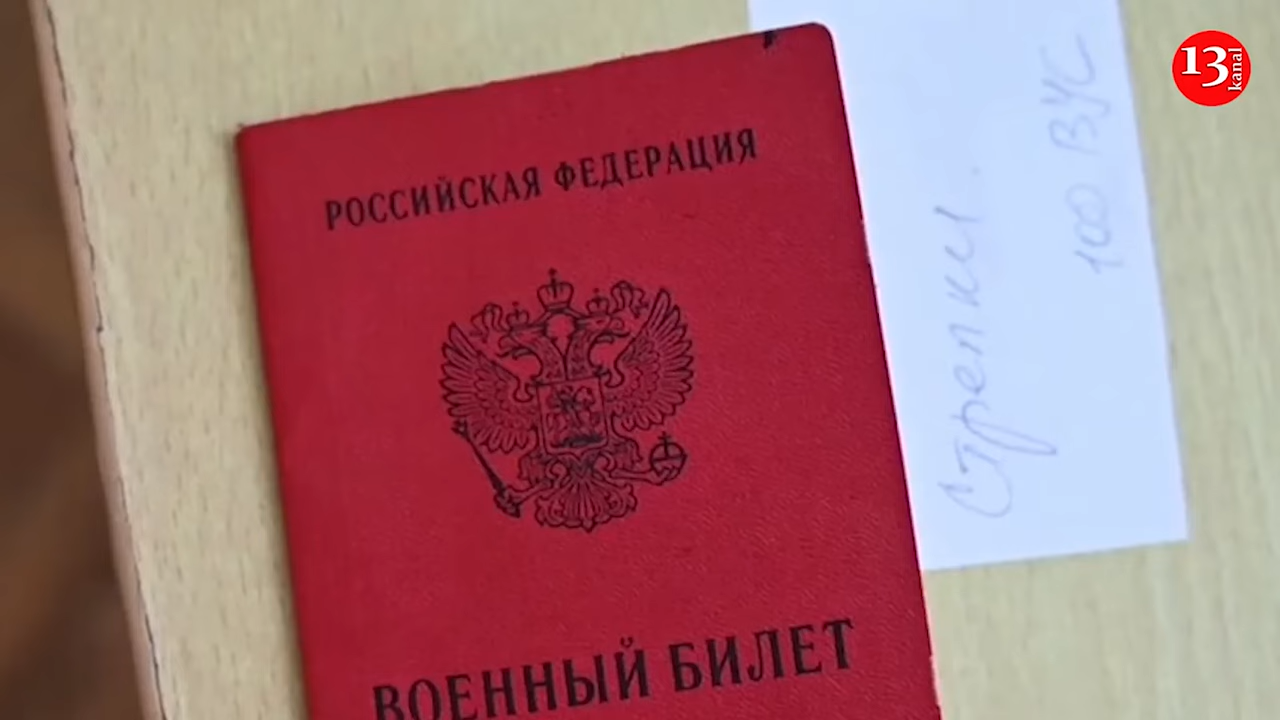 РОССИЙСКАЯ ФЕДЕРАЦИЯ
ВОЕННЫЙ БИЛЕТ
Стрелки
100 ВУС
13
kanal